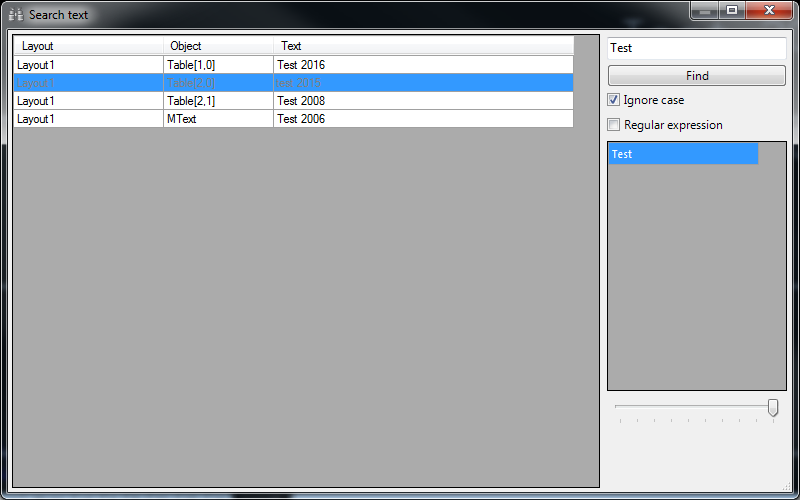 Search text
Layout Object Text
Layout1 Table[1,0] Test 2016
Layout1 Table[2,0] test 2015
Layout1 Table[2,1] Test 2008
Layout1 MText Test 2006
Test
Find
Ignore case
Regular expression
Test